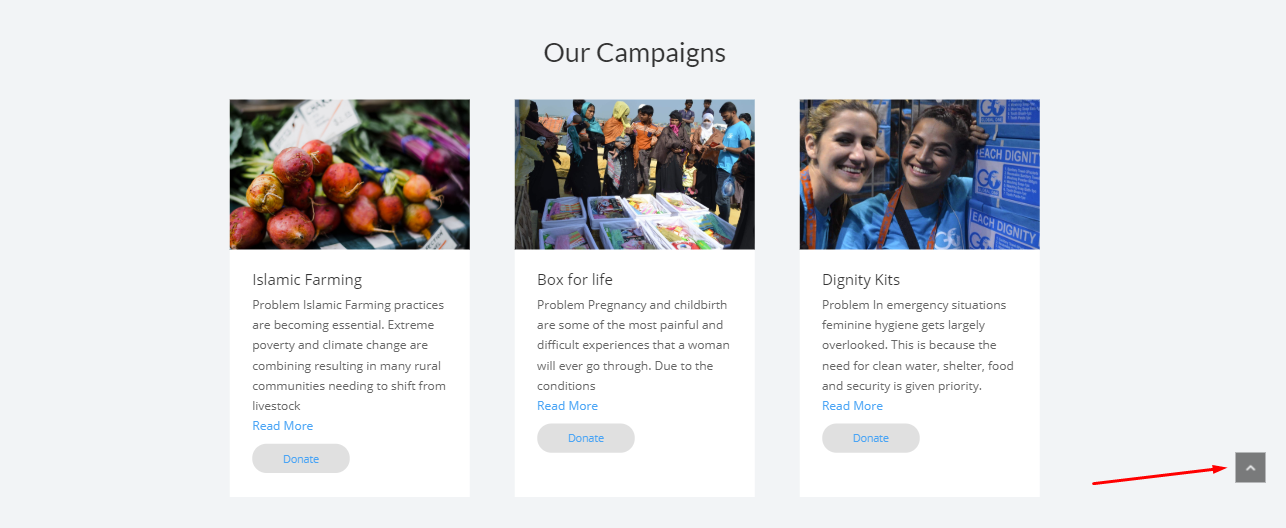 Our Campaigns
GLOBAL ONE
EACH DIGNITY
EACH DIGNITY
Islamic Farming
Problem Islamic Farming practices
are becoming essential. Extreme
poverty and climate change are
combining resulting in many rural
communities needing to shift from
livestock
Read More
Donate
Box for life
Problem Pregnancy and childbirth
are some of the most painful and
difficult experiences that a woman
will ever go through. Due to the
conditions
Read More
Donate
Dignity Kits
Problem In emergency situations
feminine hygiene gets largely
overlooked. This is because the
need for clean water, shelter, food
and security is given priority.
Read More
Donate